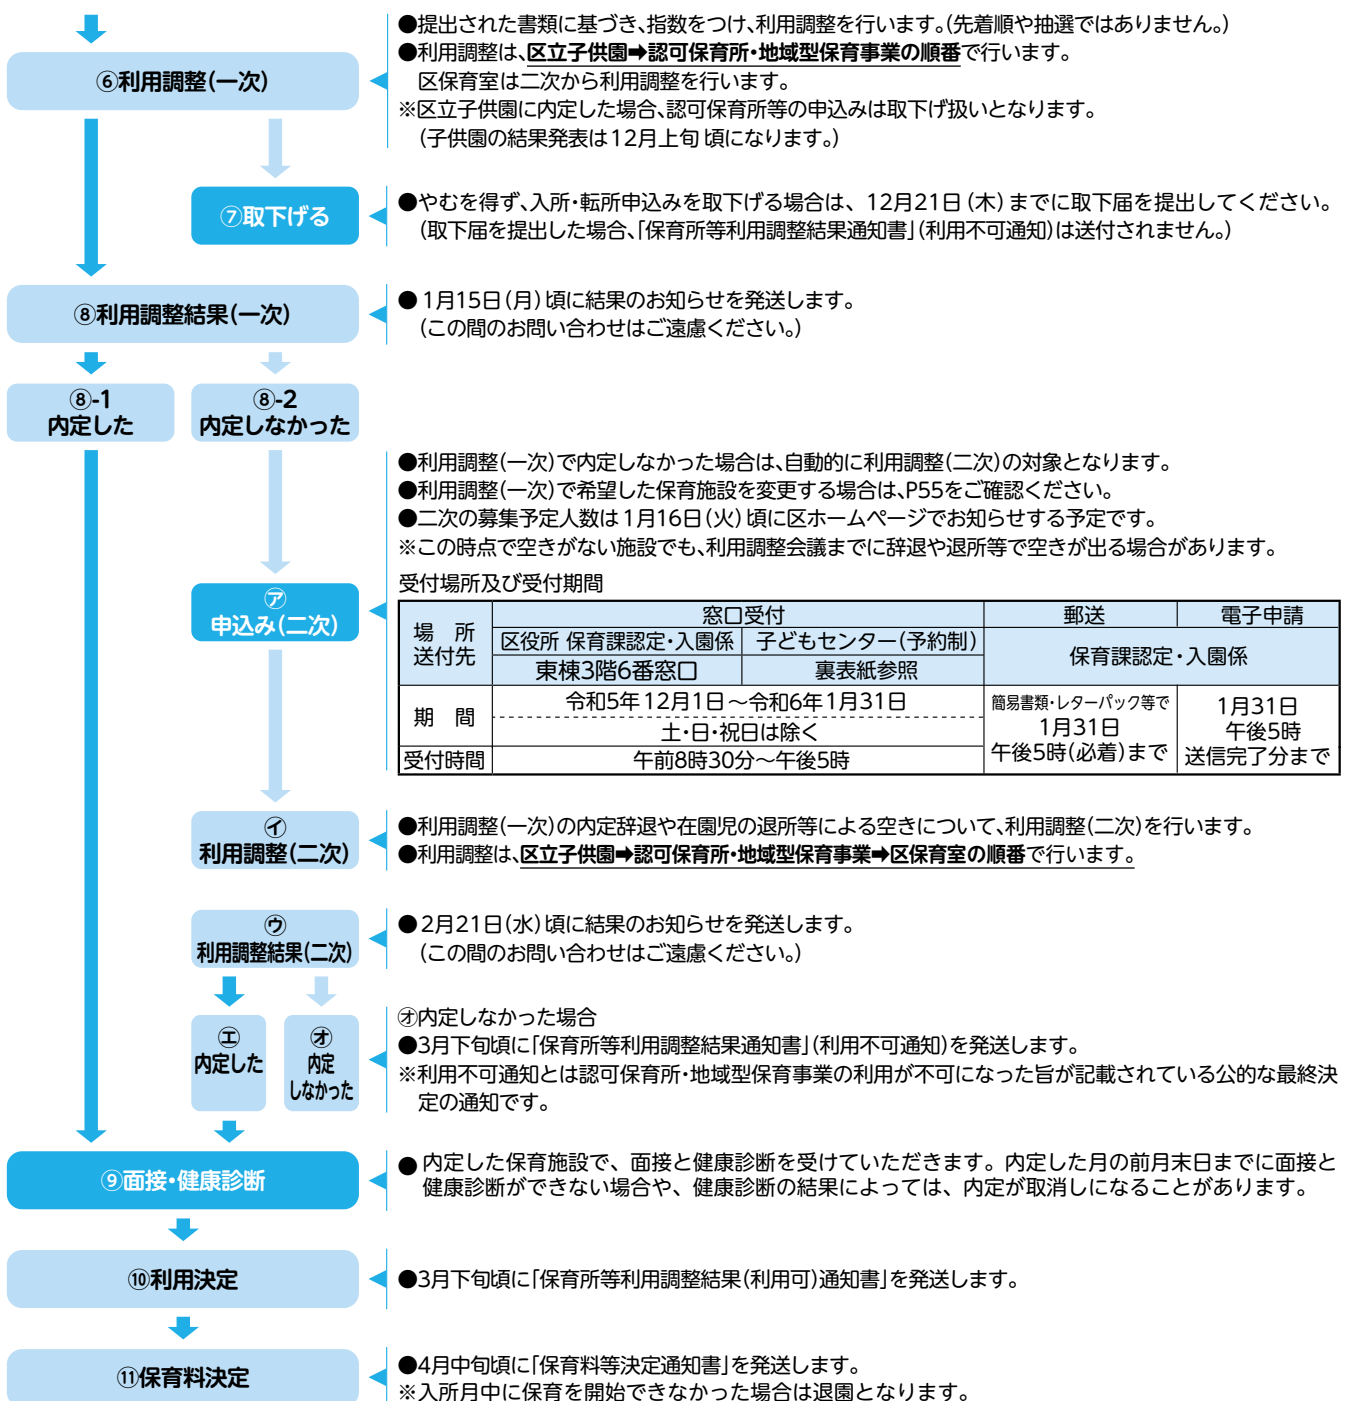 ●提出された書類に基づき、指数をつけ、利用調整を行います。(先着順や抽選ではありません。)
●利用調整は、区立子供園➡認可保育所・地域型保育事業の順番で行います。
区保育室は二次から利用調整を行います。
※区立子供園に内定した場合、認可保育所等の申込みは取下げ扱いとなります。
(子供園の結果発表は12月上旬頃になります。)
⑥利用調整(一次)
⑦取下げる
●やむを得ず、入所・転所申込みを取下げる場合は、12月21日(木)までに取下届を提出してください。
(取下届を提出した場合、「保育所等利用調整結果通知書」(利用不可通知)は送付されません。)
⑧利用調整結果(一次)
●1月15日(月)頃に結果のお知らせを発送します。
(この間のお問い合わせはご遠慮ください。)
⑧-1
内定した
⑧-2
内定しなかった
●利用調整(一次)で内定しなかった場合は、自動的に利用調整(二次)の対象となります。
●利用調整(一次)で希望した保育施設を変更する場合は、P55をご確認ください。
●二次の募集予定人数は1月16日(火)頃に区ホームページでお知らせする予定です。
※この時点で空きがない施設でも、利用調整会議までに辞退や退所等で空きが出る場合があります。
㋐
申込み(二次)
受付場所及び受付期間
場 所
送付先
窓口受付
郵送
電子申請
区役所 保育課認定・入園係
子どもセンター(予約制)
保育課認定・入園係
東棟3階6番窓口
裏表紙参照
期 間
令和5年12月1日~令和6年1月31日
土・日・祝日は除く
簡易書類・レターパック等で
1月31日
午後5時(必着)まで
1月31日
午後5時
送信完了分まで
受付時間
午前8時30分~午後5時
㋑
利用調整(二次)
●利用調整(一次)の内定辞退や在園児の退所等による空きについて、利用調整(二次)を行います。
●利用調整は、区立子供園➡認可保育所・地域型保育事業➡区保育室の順番で行います。
㋒
利用調整結果(二次)
●2月21日(水)頃に結果のお知らせを発送します。
(この間のお問い合わせはご遠慮ください。)
㋓
内定した
㋔
内定
しなかった
㋔内定しなかった場合
●3月下旬頃に「保育所等利用調整結果通知書」(利用不可通知)を発送します。
※利用不可通知とは認可保育所・地域型保育事業の利用が不可になった旨が記載されている公的な最終決
定の通知です。
⑨面接・健康診断
●内定した保育施設で、面接と健康診断を受けていただきます。内定した月の前月末日までに面接と
健康診断ができない場合や、健康診断の結果によっては、内定が取消しになることがあります。
⑩利用決定
●3月下旬頃に「保育所等利用調整結果(利用可)通知書」を発送します。
⑪保育料決定
●4月中旬頃に「保育料等決定通知書」を発送します。
※入所月中に保育を開始できなかった場合は退園となります。